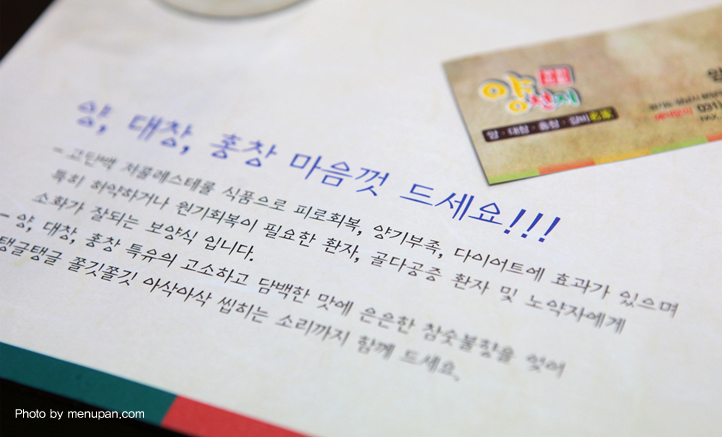 양천지
양 · 대창 · 홍창 · 갈비
031)
양, 대창, 홍창 마음껏 드세요!!!
- 고단백 저콜레스테롤 식품으로 피로회복, 양기부족, 다이어트에 효과가 있으며
특히 허약하거나 원기회복이 필요한 환자, 골다공증 환자 및 노약자에게
소화가 잘되는 보양식 입니다.
- 양, 대창, 홍창 특유의 고소하고 담백한 맛에 은은한 참숯불향을 얹어
탱글탱글 쫄깃쫄깃 아삭아삭 씹히는 소리까지 함께 드세요.
Photo by menupan.com